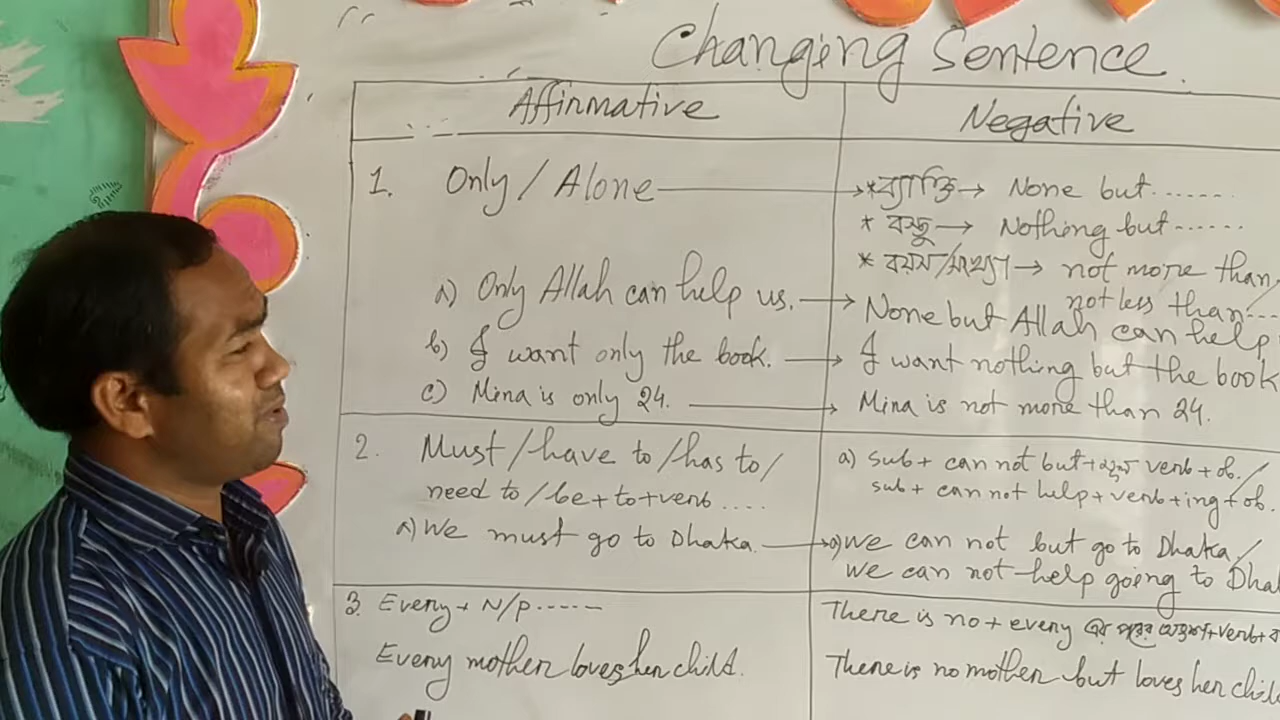 Changing Sentence.
Affirmative
Negative
1. Only / Alone
→ * ব্যক্তি → None but.......
* বস্তু → Nothing but ......
* বয়স/সংখ্যা → not more than/
not less than....
a) Only Allah can help us. →
None but Allah can help
b) I want only the book. →
I want nothing but the book
c) Mina is only 24. →
Mina is not more than 24.
2. Must / have to / has to /
need to / be + to + verb ....
a) sub + can not but + মূল verb + ob. /
sub + can not help + verb + ing + ob.
a) We must go to Dhaka. →
a) we can not but go to Dhaka /
we can not help going to Dha
3. Every + N/P .....
There is no + every এর পরের অংশ + verb +
Every mother loves her child.
There is no mother but loves her child